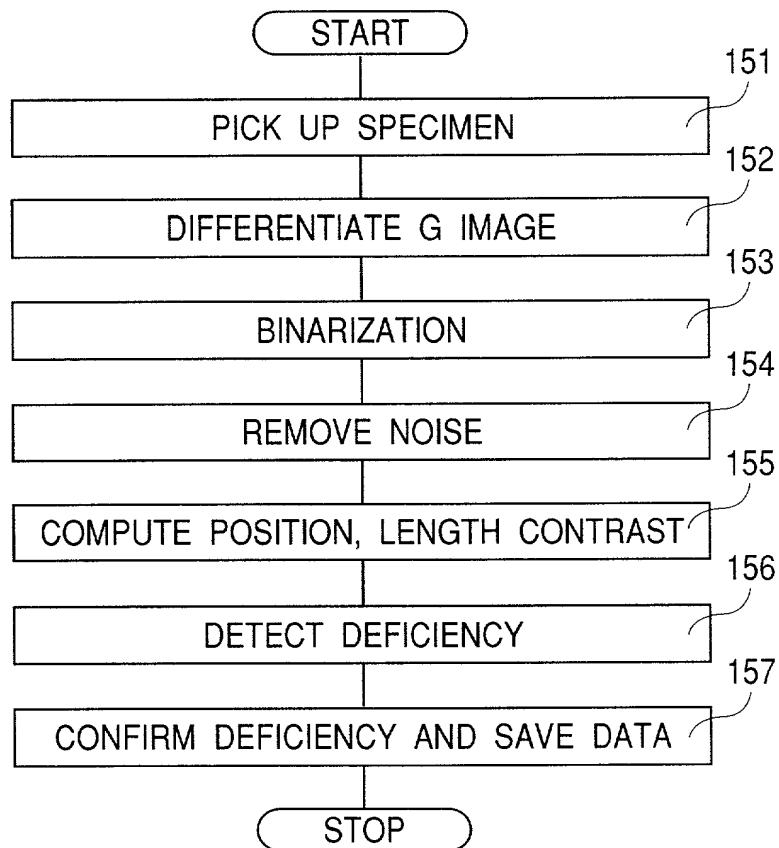 START
151
PICK UP SPECIMEN
152
DIFFERENTIATE G IMAGE
153
BINARIZATION
154
REMOVE NOISE
155
COMPUTE POSITION, LENGTH CONTRAST
156
DETECT DEFICIENCY
157
CONFIRM DEFICIENCY AND SAVE DATA
STOP